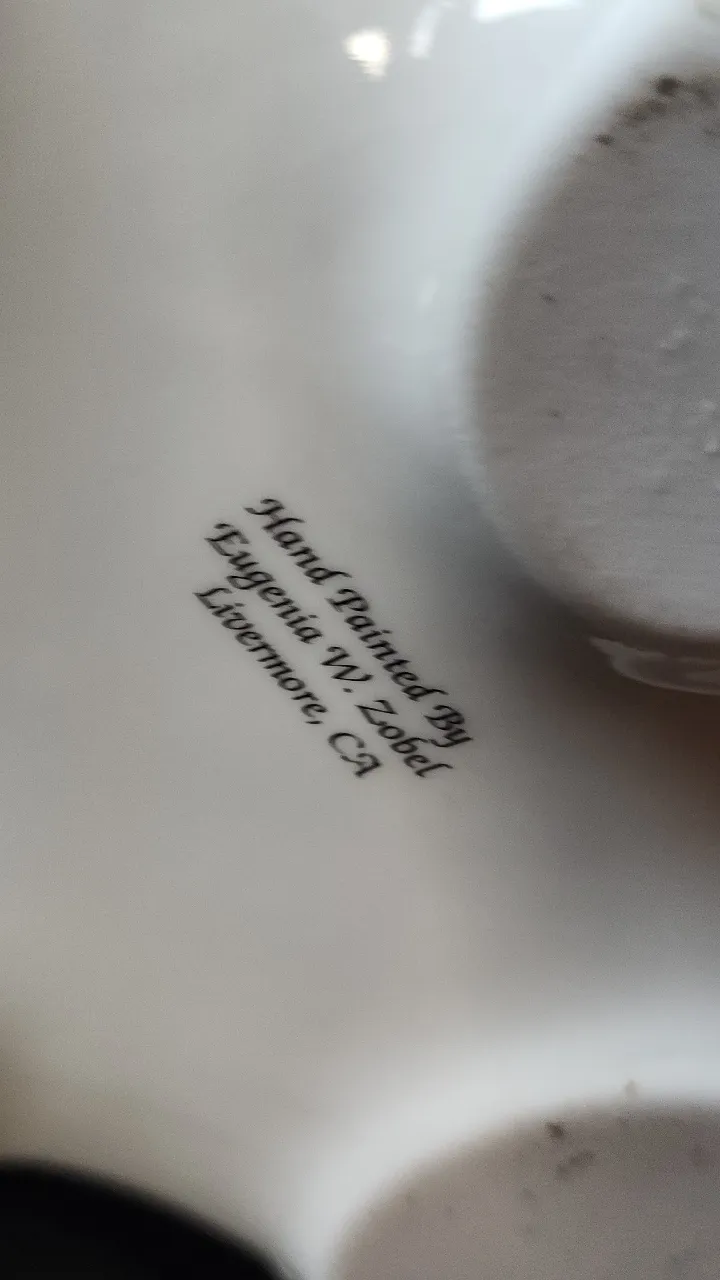 Hand Painted By
Eugenia W. Zobel
Livermore, CA